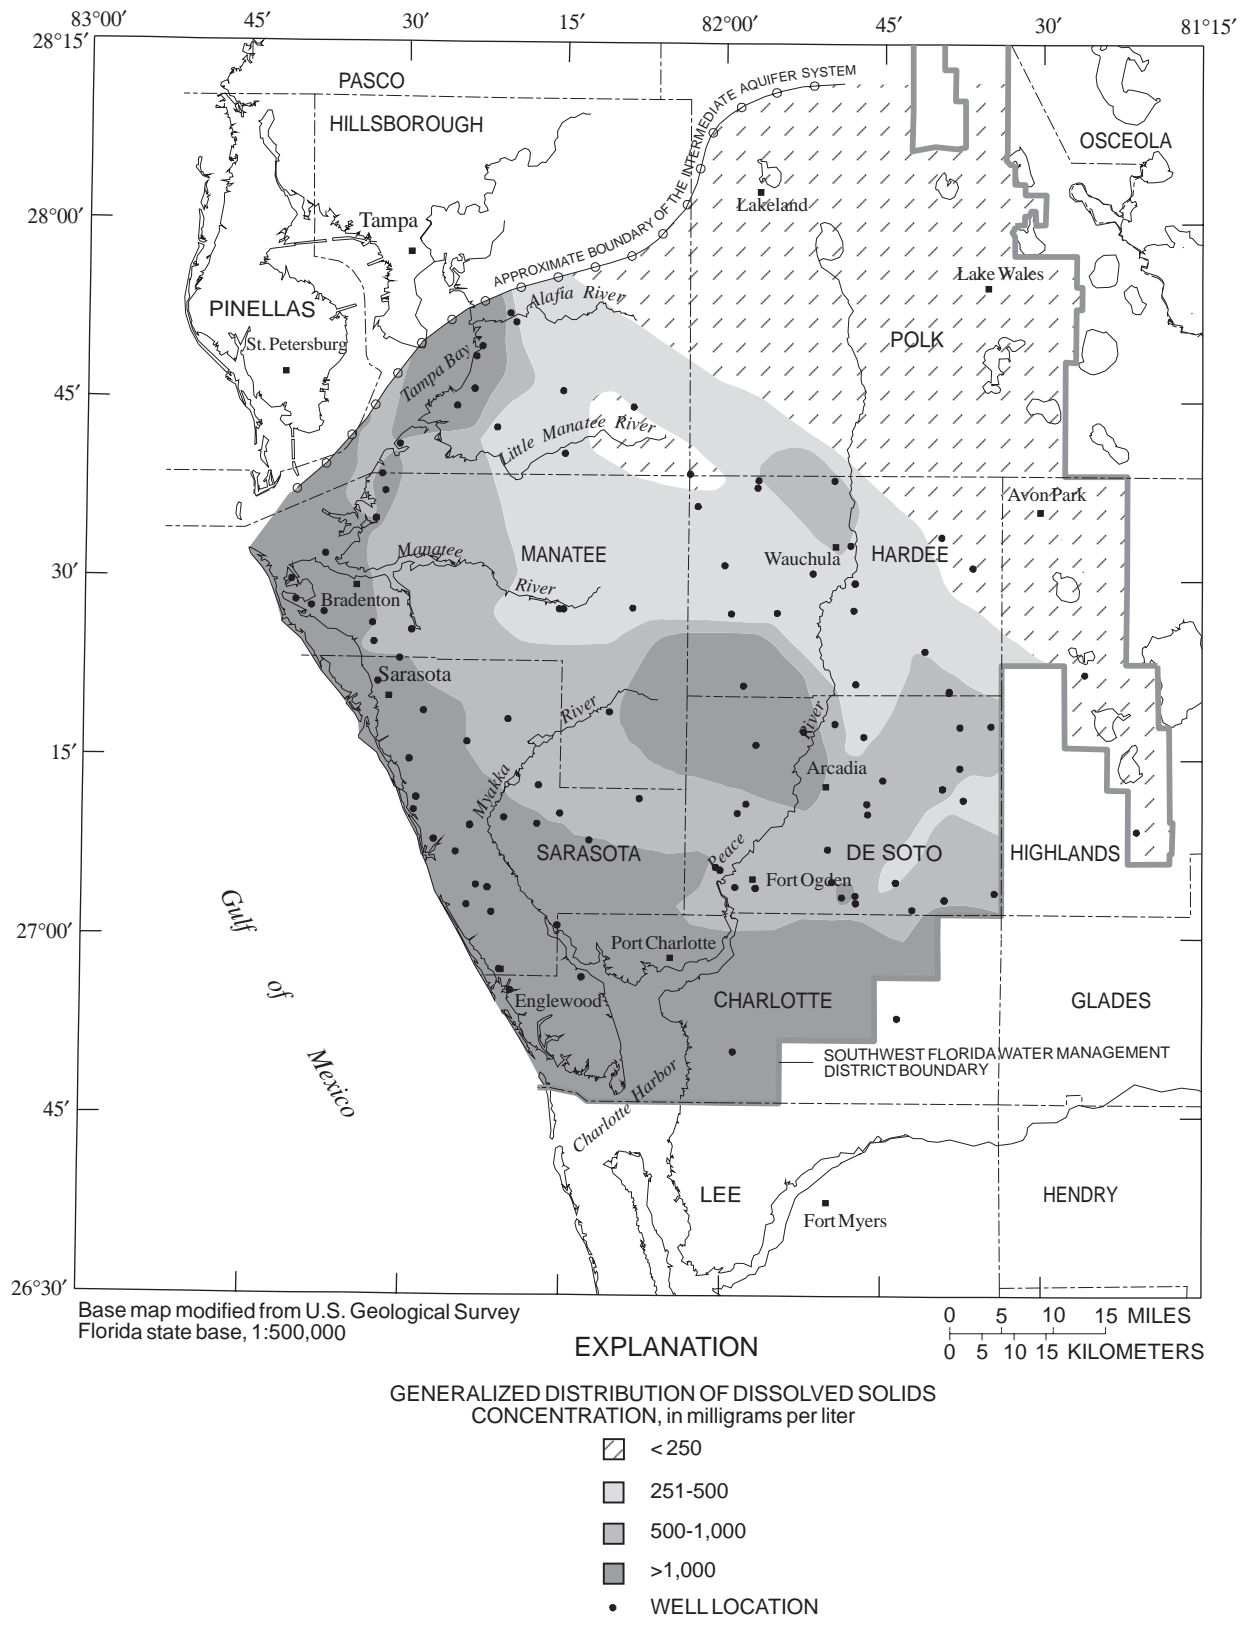 83°00′ 45′ 30′ 15′ 82°00′ 45′ 30′ 81°15′
28°15′
PASCO
HILLSBOROUGH
APPROXIMATE BOUNDARY OF THE INTERMEDIATE AQUIFER SYSTEM
OSCEOLA
Lakeland
28°00′
Tampa
Lake Wales
Alafia River
PINELLAS
St. Petersburg
POLK
Tampa Bay
45′
Little Manatee River
Avon Park
Manatee
River
MANATEE
Wauchula
HARDEE
30′
Bradenton
Sarasota
River
Myakka
River
Peace
15′
Arcadia
SARASOTA
DE SOTO
HIGHLANDS
Fort Ogden
Gulf
of
Mexico
27°00′
Port Charlotte
Englewood
CHARLOTTE
GLADES
SOUTHWEST FLORIDA WATER MANAGEMENT
DISTRICT BOUNDARY
Charlotte Harbor
45′
LEE
HENDRY
Fort Myers
26°30′
Base map modified from U.S. Geological Survey
Florida state base, 1:500,000
0 5 10 15 MILES
0 5 10 15 KILOMETERS
EXPLANATION
GENERALIZED DISTRIBUTION OF DISSOLVED SOLIDS
CONCENTRATION, in milligrams per liter
<250
251-500
500-1,000
>1,000
WELL LOCATION